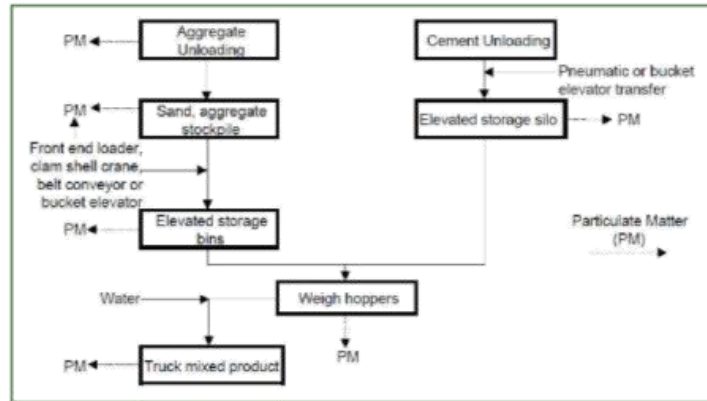 PM
Aggregate
Unloading
Cement Unloading
Pneumatic or bucket
elevator transfer
PM
Sand, aggregate
stockpile
Elevated storage silo
PM
Front end loader,
clam shell crane,
belt conveyor or
bucket elevator
PM
Elevated storage
bins
Particulate Matter
(PM)
Water
Weigh hoppers
PM
PM
Truck mixed product